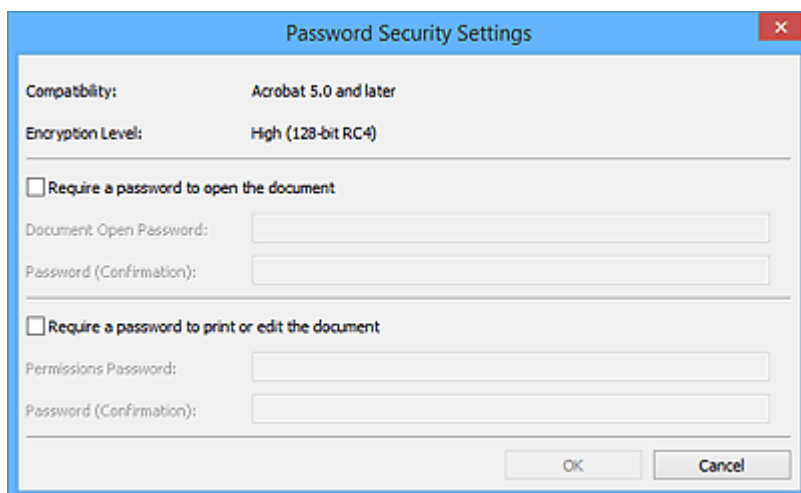 Password Security Settings
Compatibility: Acrobat 5.0 and later
Encryption Level: High (128-bit RC4)
Require a password to open the document
Document Open Password:
Password (Confirmation):
Require a password to print or edit the document
Permissions Password:
Password (Confirmation):
OK Cancel